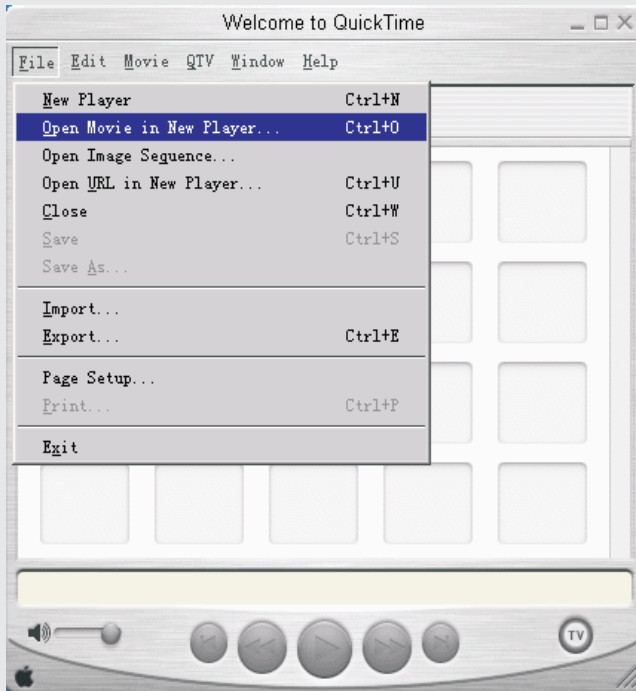 Welcome to QuickTime
File Edit Movie QTV Window Help
New Player Ctrl+N
Open Movie in New Player... Ctrl+O
Open Image Sequence...
Open URL in New Player... Ctrl+U
Close Ctrl+W
Save Ctrl+S
Save As...
Import...
Export... Ctrl+E
Page Setup...
Print... Ctrl+P
Exit
TV